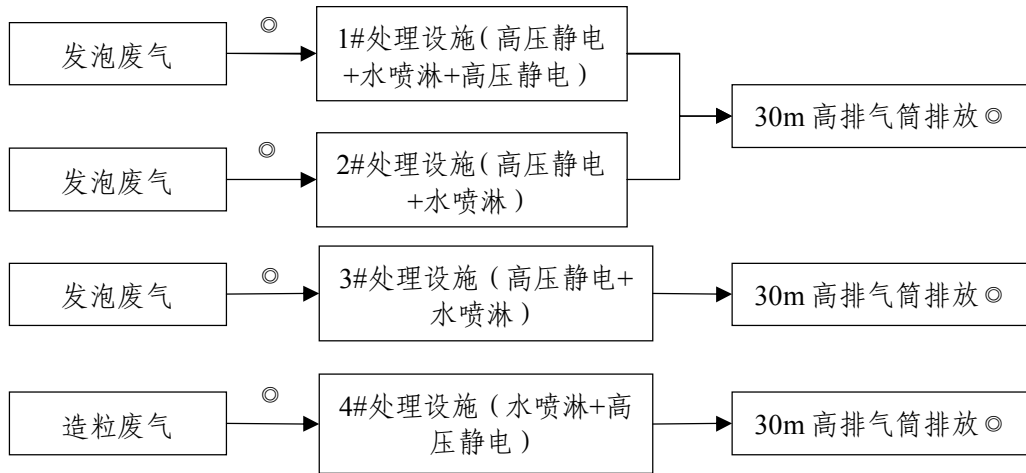 发泡废气
◎
1#处理设施（高压静电
+水喷淋+高压静电）
30m 高排气筒排放◎
发泡废气
◎
2#处理设施（高压静电
+水喷淋）
发泡废气
◎
3#处理设施（高压静电+
水喷淋）
30m 高排气筒排放◎
造粒废气
◎
4#处理设施（水喷淋+高
压静电）
30m 高排气筒排放◎